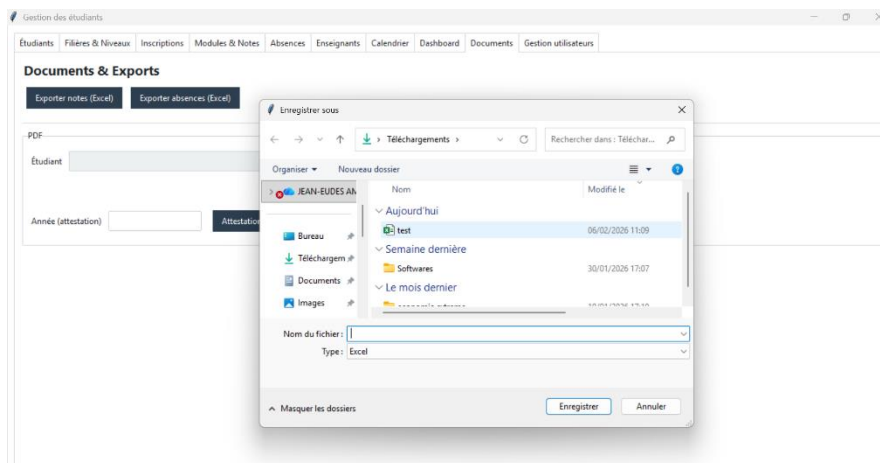 Gestion des étudiants
Étudiants Filières & Niveaux Inscriptions Modules & Notes Absences Enseignants Calendrier Dashboard Documents Gestion utilisateurs
Documents & Exports
Exporter notes (Excel) Exporter absences (Excel)
Enregistrer sous
Téléchargements
Rechercher dans : Téléchar...
PDF
Étudiant
Organiser Nouveau dossier
JEAN-EUDES AM
Nom Modifié le
Aujourd'hui
test 06/02/2026 11:09
Année (attestation) Attestation
Bureau
Semaine dernière
Téléchargem
Softwares 30/01/2026 17:07
Documents
Le mois dernier
Images
Nom du fichier :
Type : Excel
Masquer les dossiers
Enregistrer Annuler